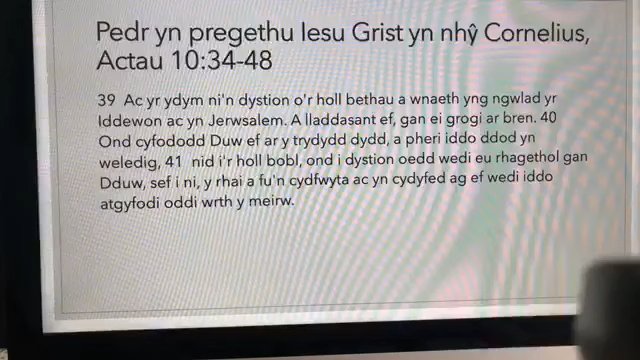 Pedr yn pregethu Iesu Grist yn nhŷ Cornelius,
Actau 10:34-48
39 Ac yr ydym ni'n dystion o'r holl bethau a wnaeth yng ngwlad yr
Iddewon ac yn Jerwsalem. A lladdasant ef, gan ei grogi ar bren. 40
Ond cyfododd Duw ef ar y trydydd dydd, a pheri iddo ddod yn
weledig, 41 nid i'r holl bobl, ond i dystion oedd wedi eu rhagethol gan
Dduw, sef i ni, y rhai a fu'n cydfwyta ac yn cydyfed ag ef wedi iddo
atgyfodi oddi wrth y meirw.